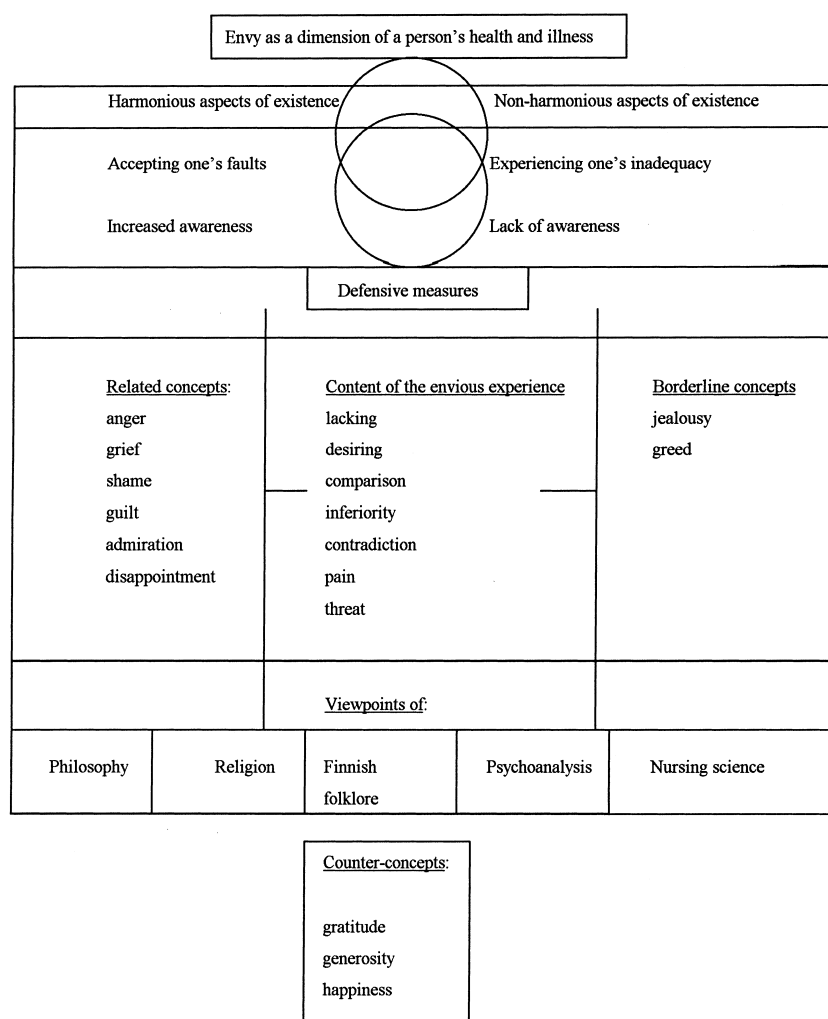 Envy as a dimension of a person's health and illness
Harmonious aspects of existence
Non-harmonious aspects of existence
Accepting one's faults
Experiencing one's inadequacy
Increased awareness
Lack of awareness
Defensive measures
Related concepts:
anger
grief
shame
guilt
admiration
disappointment
Content of the envious experience
lacking
desiring
comparison
inferiority
contradiction
pain
threat
Borderline concepts
jealousy
greed
Viewpoints of:
Philosophy
Religion
Finnish
folklore
Psychoanalysis
Nursing science
Counter-concepts:
gratitude
generosity
happiness